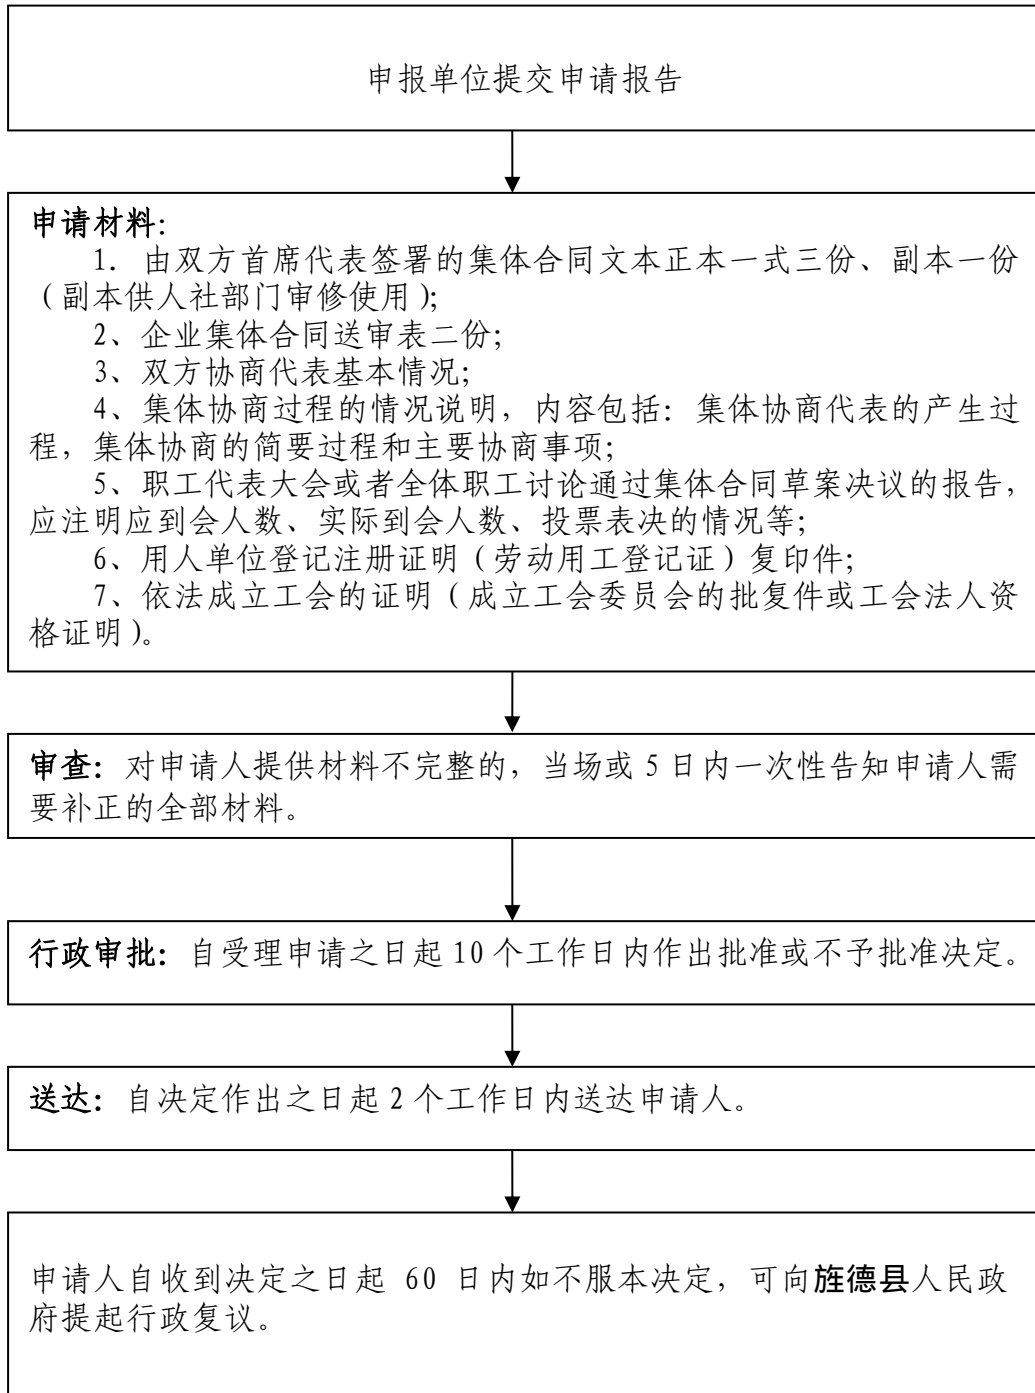 申报单位提交申请报告
申请材料:
1. 由双方首席代表签署的集体合同文本正本一式三份、副本一份
（副本供人社部门审修使用）;
2、企业集体合同送审表二份;
3、双方协商代表基本情况;
4、集体协商过程的情况说明，内容包括: 集体协商代表的产生过
程，集体协商的简要过程和主要协商事项;
5、职工代表大会或者全体职工讨论通过集体合同草案决议的报告，
应注明应到会人数、实际到会人数、投票表决的情况等;
6、用人单位登记注册证明（劳动用工登记证）复印件;
7、依法成立工会的证明（成立工会委员会的批复件或工会法人资
格证明）。
审查: 对申请人提供材料不完整的，当场或 5 日内一次性告知申请人需
要补正的全部材料。
行政审批: 自受理申请之日起 10 个工作日内作出批准或不予批准决定。
送达: 自决定作出之日起 2 个工作日内送达申请人。
申请人自收到决定之日起 60 日内如不服本决定，可向旌德县人民政
府提起行政复议。